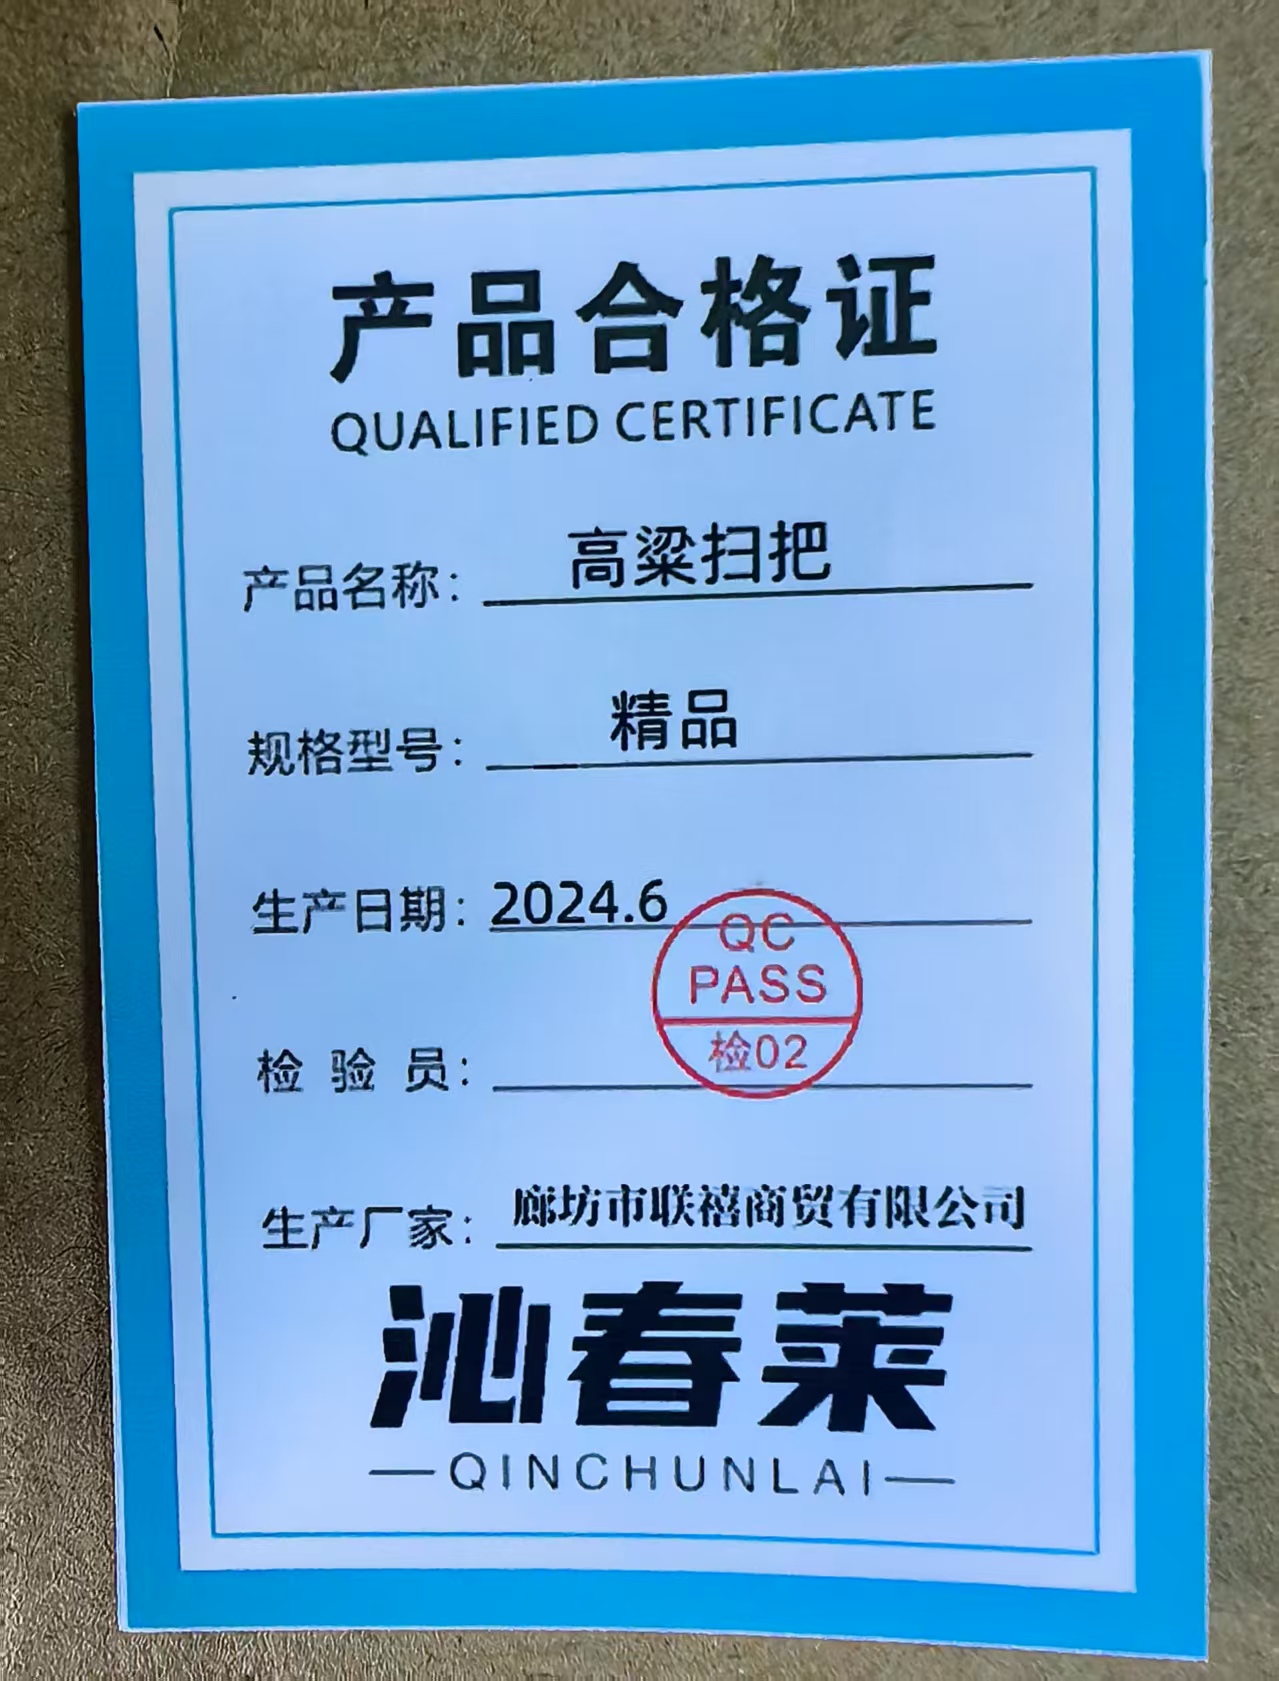 产品合格证
QUALIFIED CERTIFICATE
产品名称：高粱扫把
规格型号：精品
生产日期：2024.6
QC
PASS
检02
检验员：
生产厂家：廊坊市联禧商贸有限公司
沁春莱
—QINCHUNLAI—